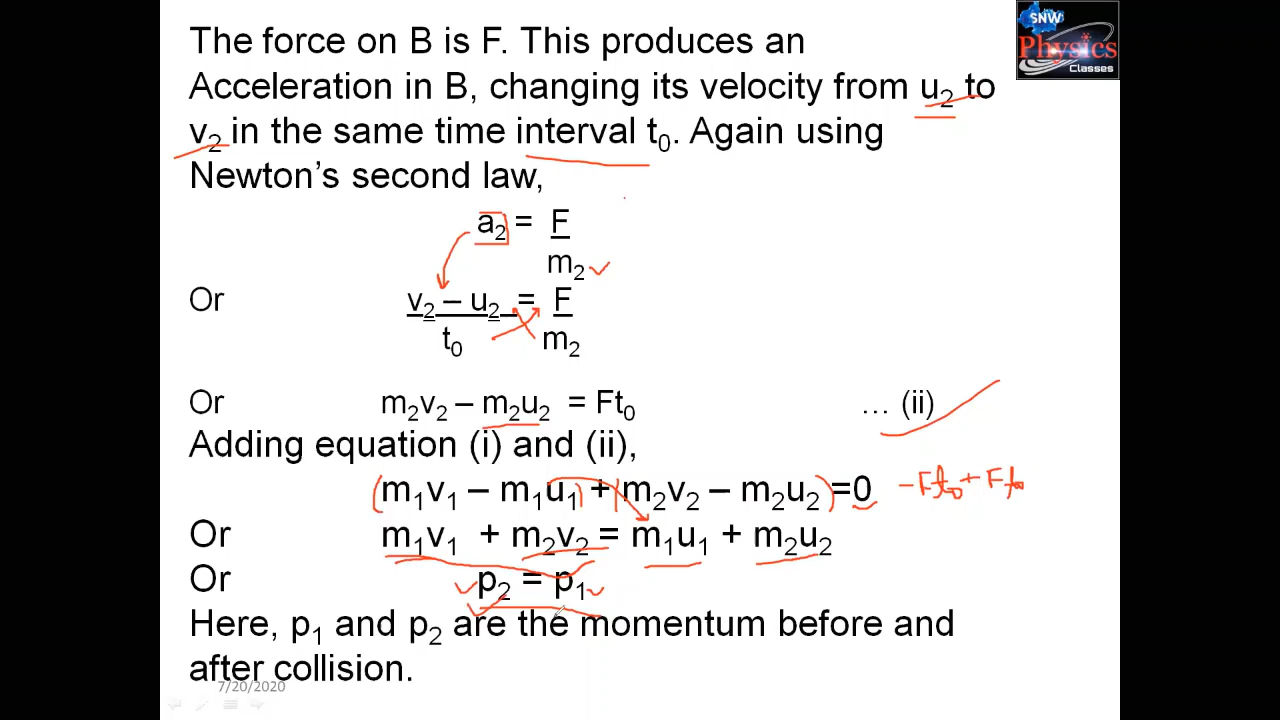 SNW
Physics
Classes
The force on B is F. This produces an
Acceleration in B, changing its velocity from u₂ to
v₂ in the same time interval t₀. Again using
Newton’s second law,
a₂ = F
m₂
Or v₂ – u₂ = F
t₀ m₂
Or m₂v₂ – m₂u₂ = Ft₀ … (ii)
Adding equation (i) and (ii),
(m₁v₁ – m₁u₁) + (m₂v₂ – m₂u₂) =0 -Ft₀+Ft₀
Or m₁v₁ + m₂v₂ = m₁u₁ + m₂u₂
Or p₂ = p₁
Here, p₁ and p₂ are the momentum before and
after collision.
7/20/2020